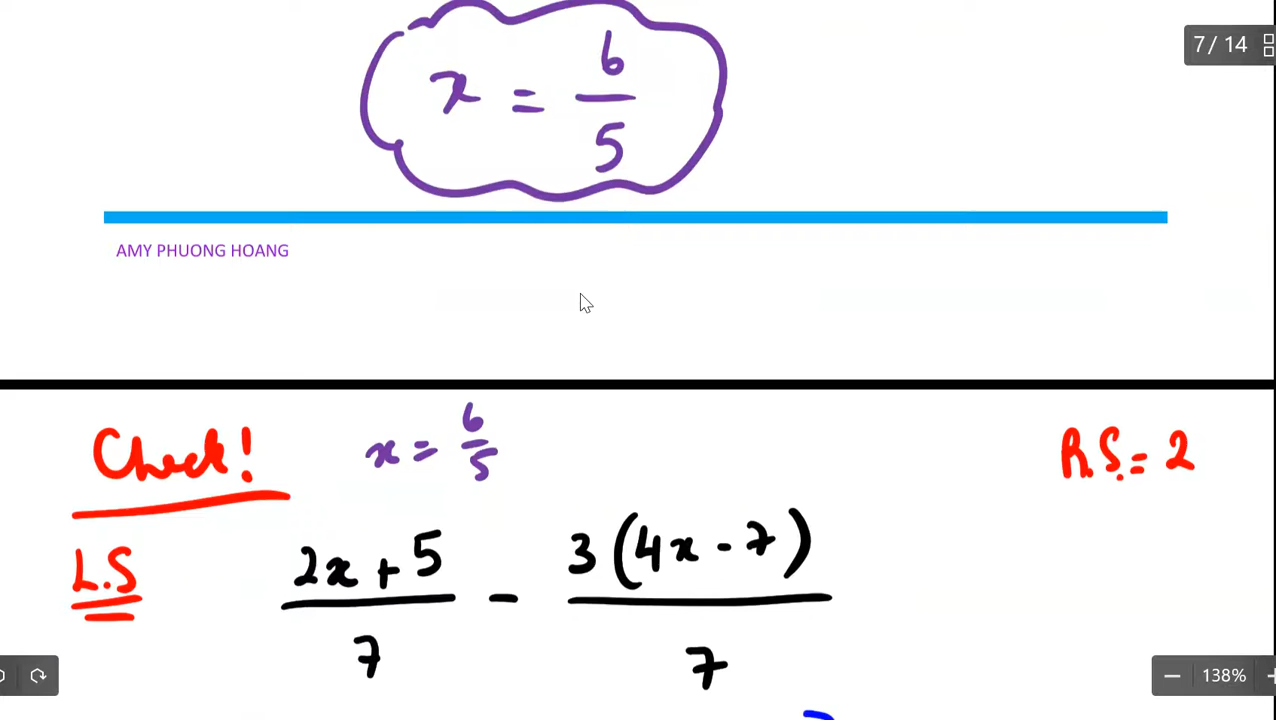 7 / 14
x = 6/5
AMY PHUONG HOANG
Check! x = 6/5 R.S. = 2
L.S (2x + 5)/7 - 3(4x - 7)/7
138%